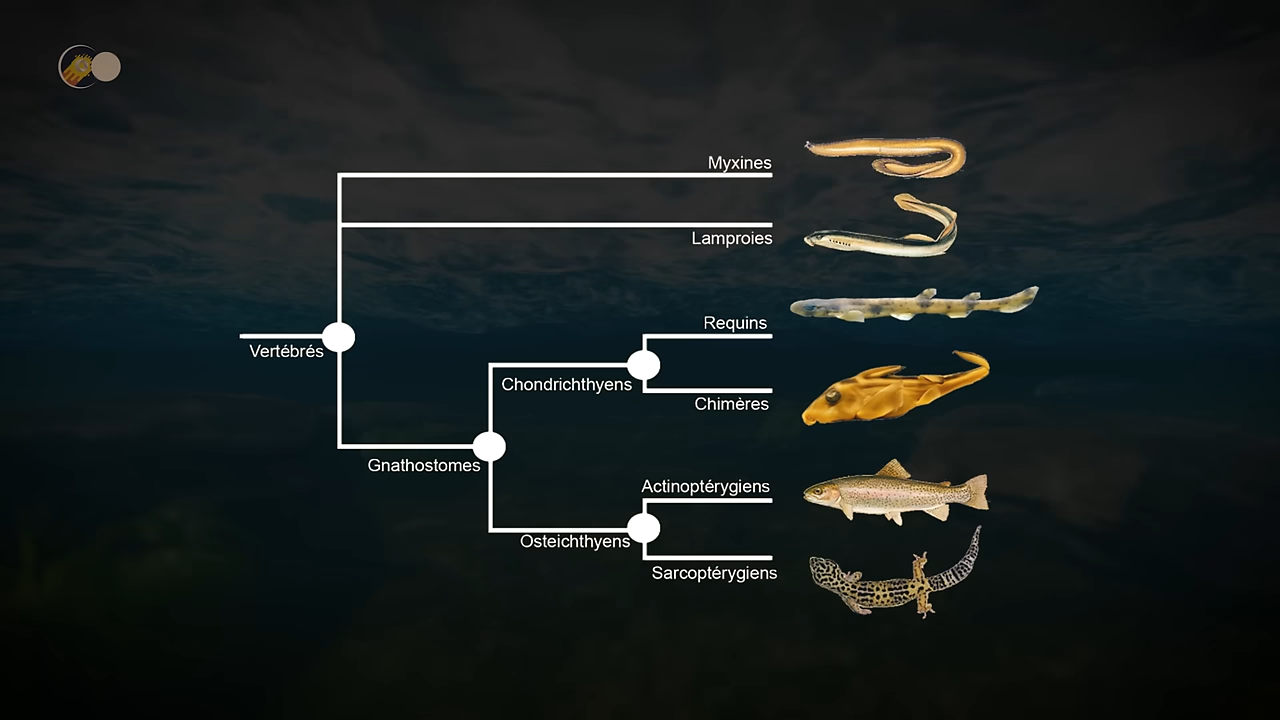 Myxines
Lamproies
Requins
Vertébrés
Chondrichthyens
Chimères
Gnathostomes
Actinoptérygiens
Osteichthyens
Sarcoptérygiens